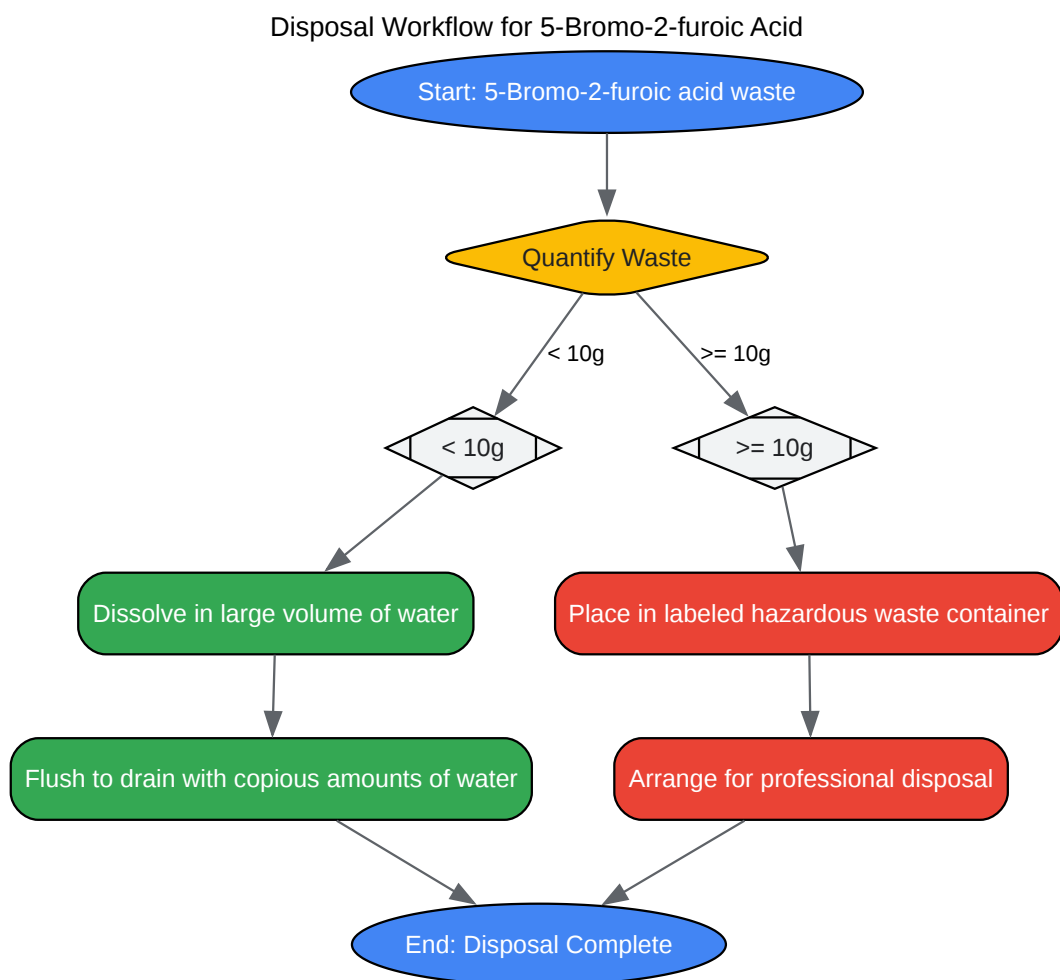 Disposal Workflow for 5-Bromo-2-furoic Acid
Start: 5-Bromo-2-furoic acid waste
Quantify Waste
< 10g
>= 10g
< 10g
>= 10g
Dissolve in large volume of water
Place in labeled hazardous waste container
Flush to drain with copious amounts of water
Arrange for professional disposal
End: Disposal Complete